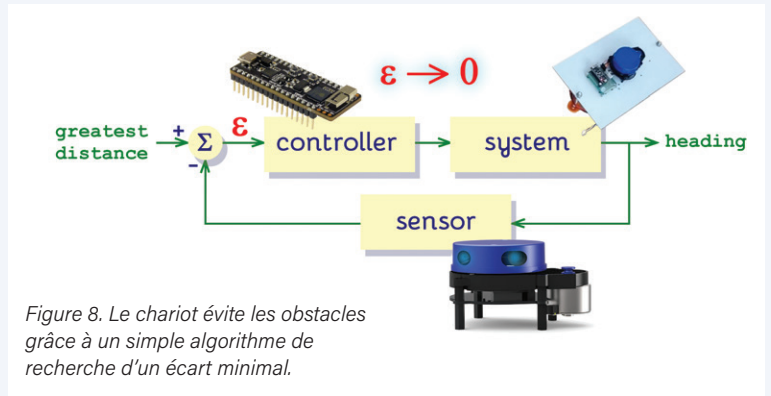 ε → 0
greatest
distance
+
-
Σ
ε
controller
system
heading
sensor
Figure 8. Le chariot évite les obstacles
grâce à un simple algorithme de
recherche d'un écart minimal.